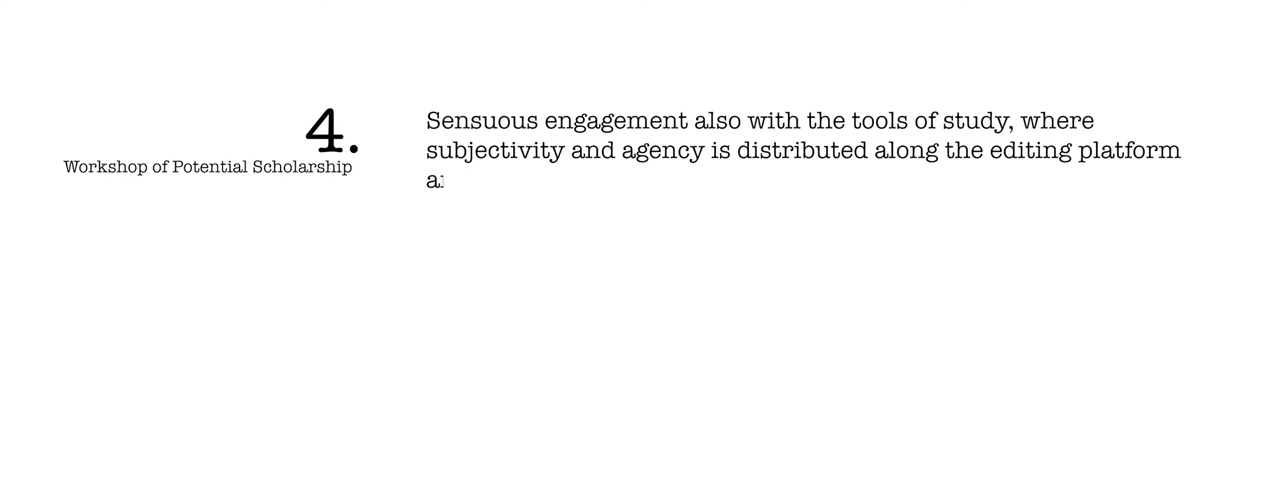 4.
Workshop of Potential Scholarship
Sensuous engagement also with the tools of study, where
subjectivity and agency is distributed along the editing platform